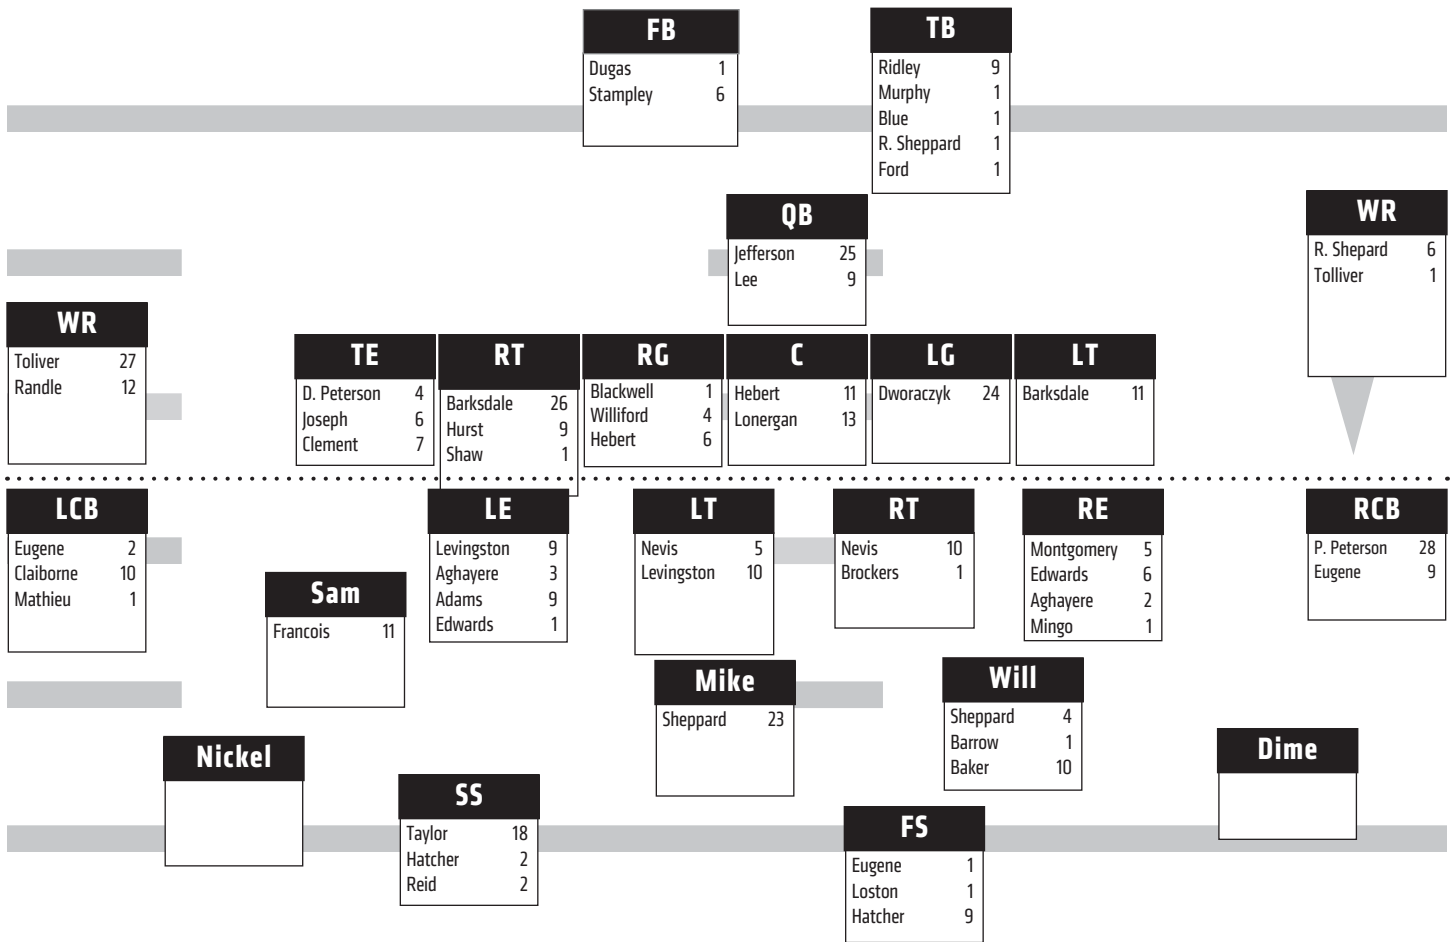 FB
Dugas 1
Stampley 6
TB
Ridley 9
Murphy 1
Blue 1
R. Sheppard 1
Ford 1
QB
Jefferson 25
Lee 9
WR
R. Shepard 6
Tolliver 1
WR
Toliver 27
Randle 12
TE
D. Peterson 4
Joseph 6
Clement 7
RT
Barksdale 26
Hurst 9
Shaw 1
RG
Blackwell 1
Williford 4
Hebert 6
C
Hebert 11
Lonergan 13
LG
Dworaczyk 24
LT
Barksdale 11
LCB
Eugene 2
Claiborne 10
Mathieu 1
Sam
Francois 11
LE
Levingston 9
Aghayere 3
Adams 9
Edwards 1
LT
Nevis 5
Levingston 10
RT
Nevis 10
Brockers 1
RE
Montgomery 5
Edwards 6
Aghayere 2
Mingo 1
RCB
P. Peterson 28
Eugene 9
Mike
Sheppard 23
Will
Sheppard 4
Barrow 1
Baker 10
Nickel
SS
Taylor 18
Hatcher 2
Reid 2
FS
Eugene 1
Loston 1
Hatcher 9
Dime